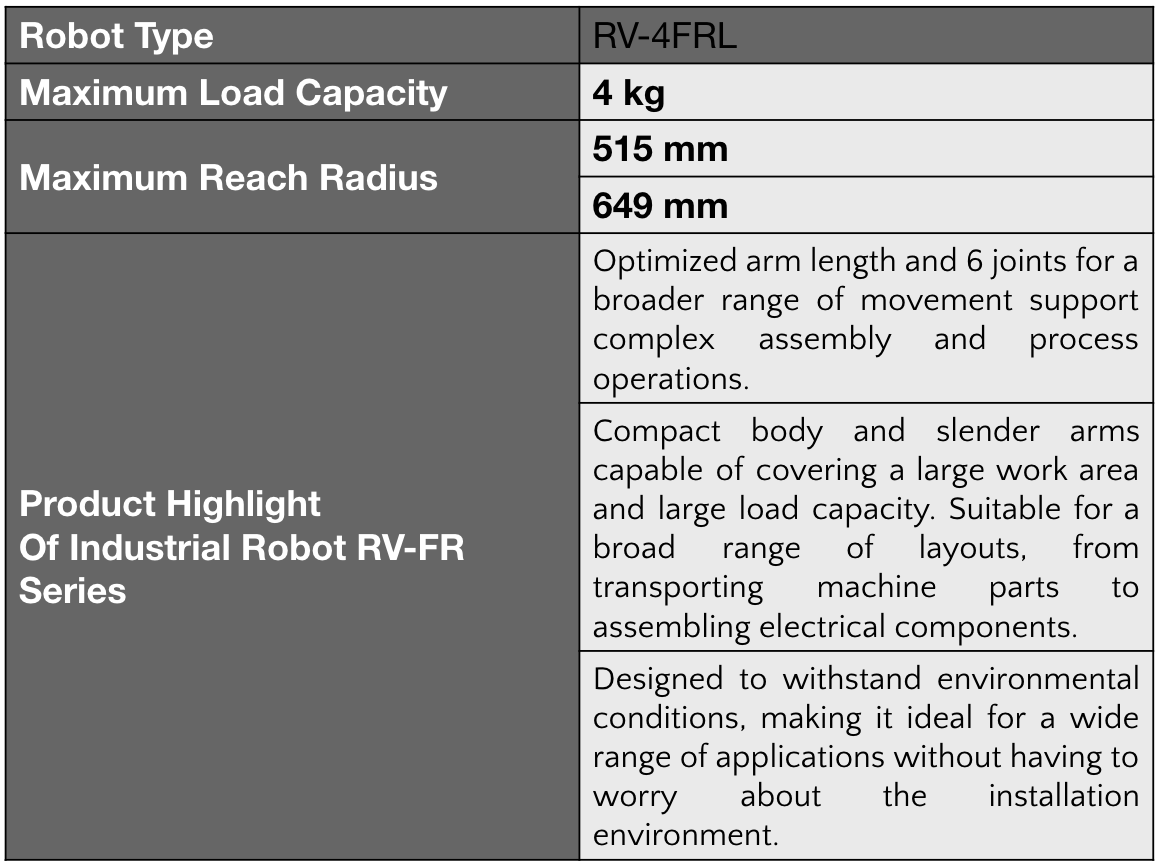 Robot Type
RV-4FRL
Maximum Load Capacity
4 kg
Maximum Reach Radius
515 mm
649 mm
Product Highlight
Of Industrial Robot RV-FR
Series
Optimized arm length and 6 joints for a
broader range of movement support
complex assembly and process
operations.
Compact body and slender arms
capable of covering a large work area
and large load capacity. Suitable for a
broad range of layouts, from
transporting machine parts to
assembling electrical components.
Designed to withstand environmental
conditions, making it ideal for a wide
range of applications without having to
worry about the installation
environment.